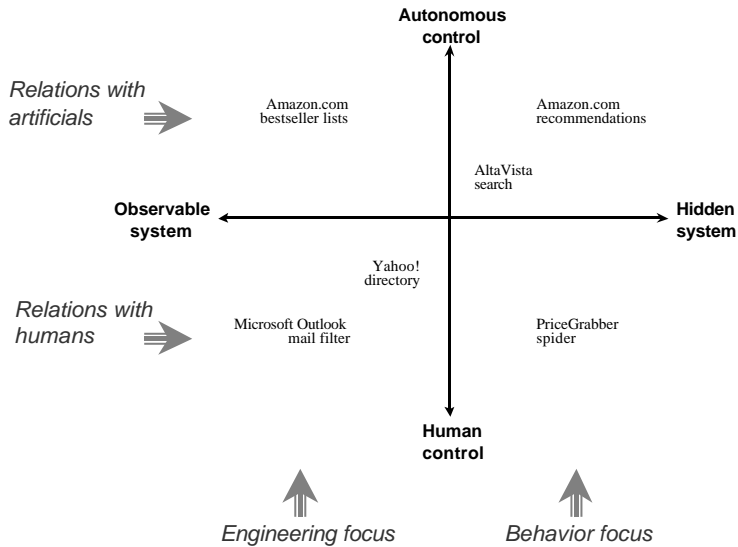 Autonomous
control
Relations with
artificials
Amazon.com
bestseller lists
Amazon.com
recommendations
AltaVista
search
Observable
system
Hidden
system
Yahoo!
directory
Relations with
humans
Microsoft Outlook
mail filter
PriceGrabber
spider
Human
control
Engineering focus
Behavior focus